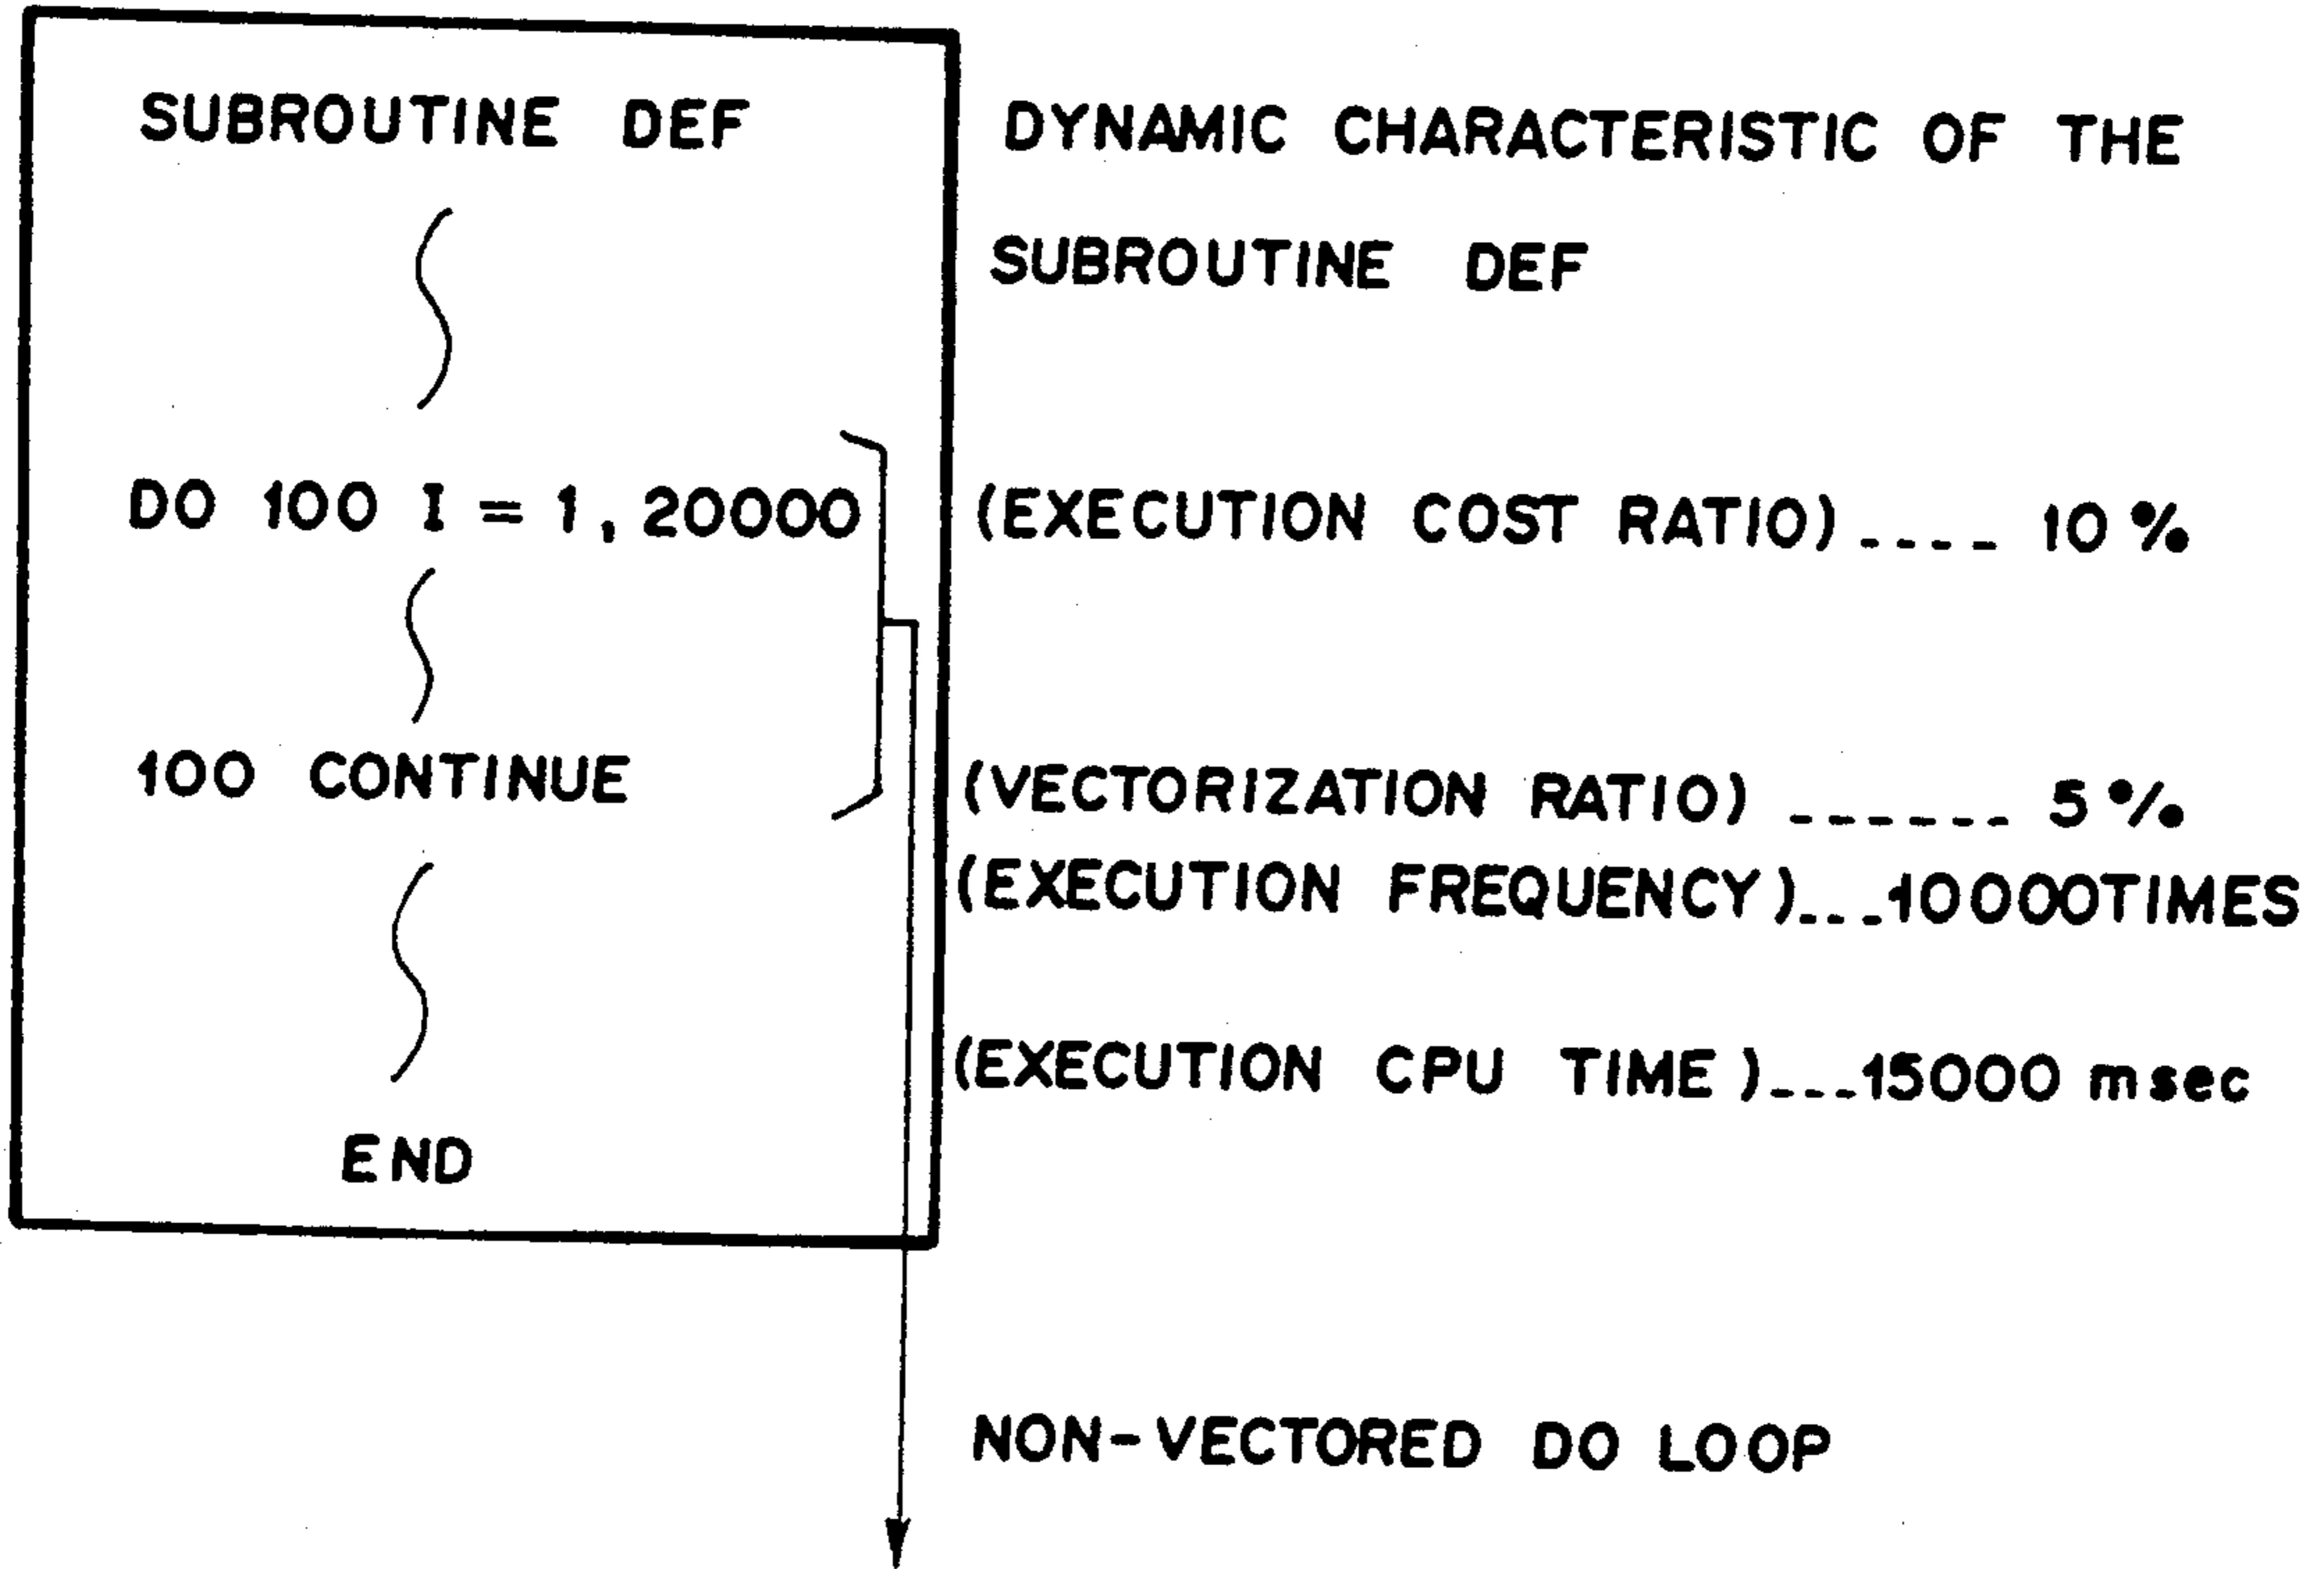 SUBROUTINE DEF
DO 100 I = 1, 20000
100 CONTINUE
END
DYNAMIC CHARACTERISTIC OF THE
SUBROUTINE DEF
(EXECUTION COST RATIO)---- 10%
(VECTORIZATION RATIO) ------ 5%
(EXECUTION FREQUENCY)---10000TIMES
(EXECUTION CPU TIME)---15000 msec
NON-VECTORED DO LOOP